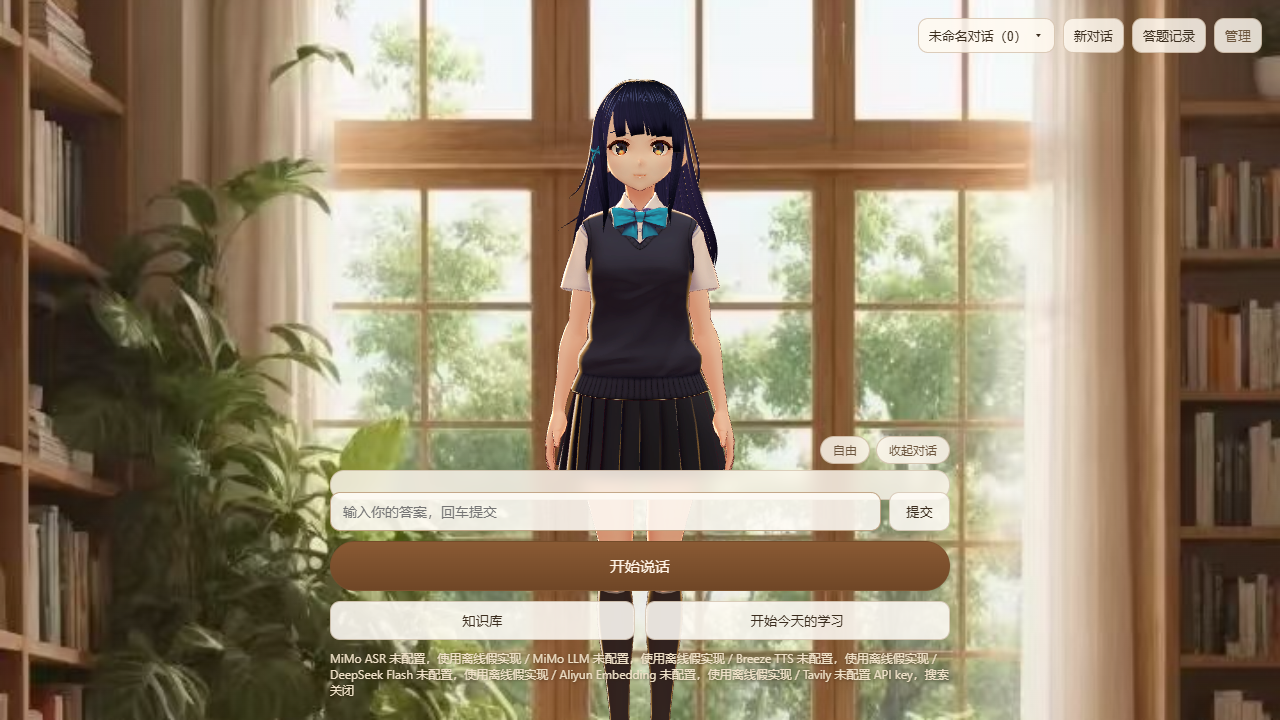 未命名对话（0）
新对话
答题记录
管理
自由
收起对话
输入你的答案，回车提交
提交
开始说话
知识库
开始今天的学习
MiMo ASR 未配置，使用离线假实现 / MiMo LLM 未配置，使用离线假实现 / Breeze TTS 未配置，使用离线假实现 /
DeepSeek Flash 未配置，使用离线假实现 / Aliyun Embedding 未配置，使用离线假实现 / Tavily 未配置 API key，搜索
关闭